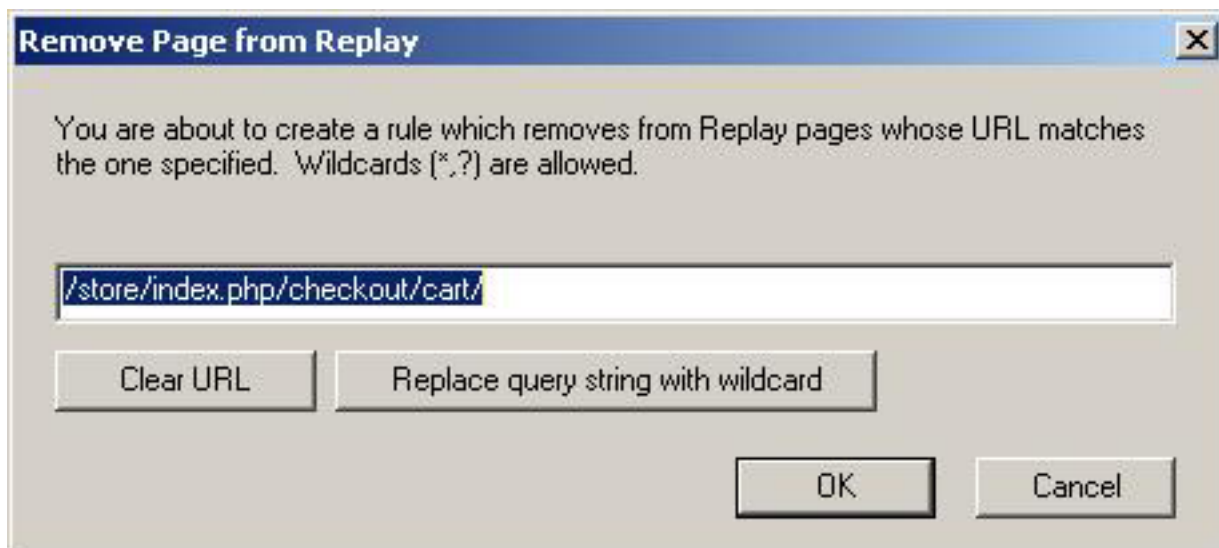 Remove Page from Replay
You are about to create a rule which removes from Replay pages whose URL matches
the one specified.  Wildcards (*,?) are allowed.
/store/index.php/checkout/cart/
Clear URL
Replace query string with wildcard
OK
Cancel